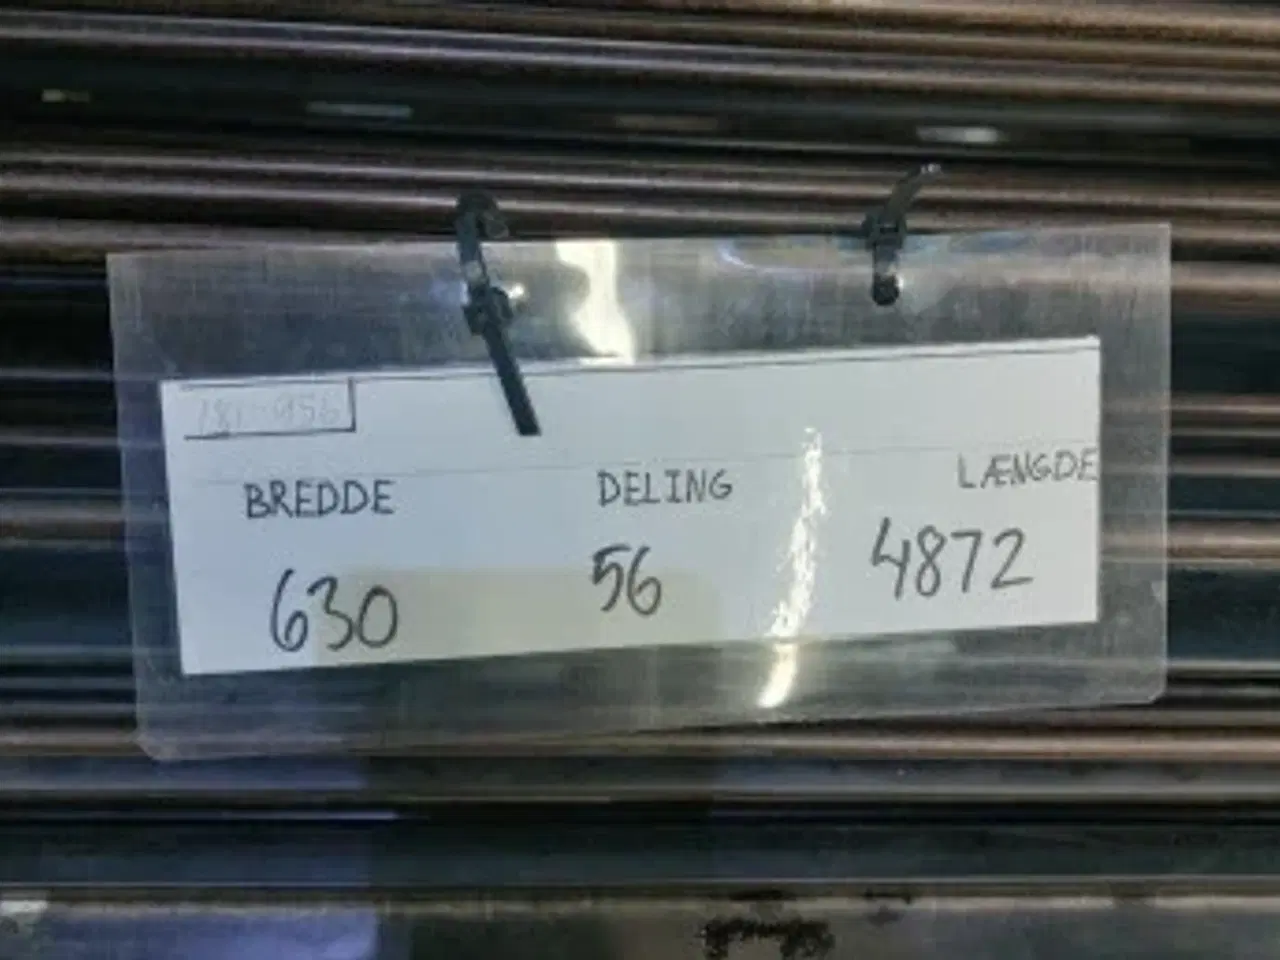 BREDDE DELING LÆNGDE
630 56 4872